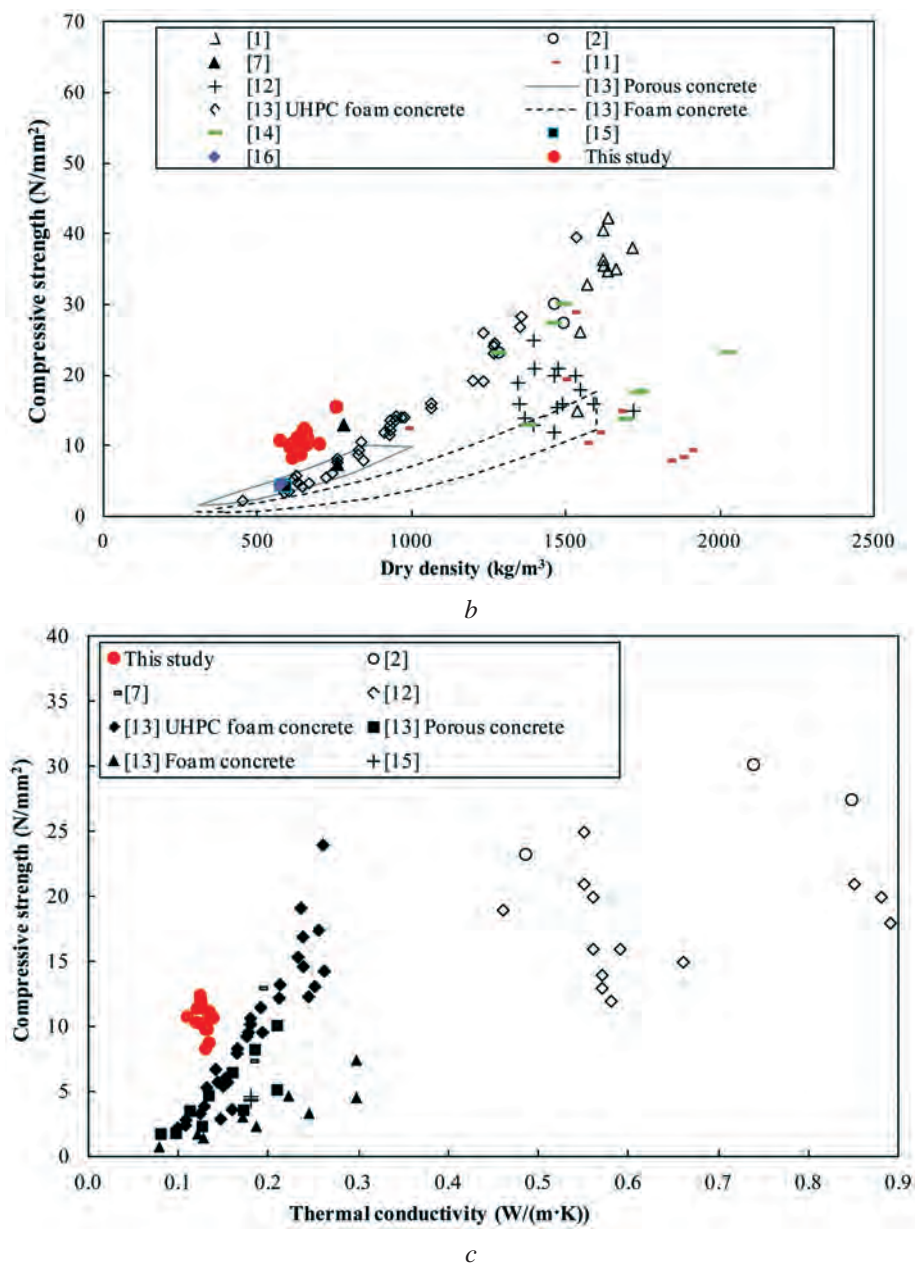 70
60
50
40
30
20
10
0
Compressive strength (N/mm²)
[1] [2]
[7] [11]
[12] [13] Porous concrete
[13] UHPC foam concrete [13] Foam concrete
[14] [15]
[16] This study
0 500 1000 1500 2000 2500
Dry density (kg/m³)
b
40
35
30
25
20
15
10
5
0
Compressive strength (N/mm²)
This study [2]
[7] [12]
[13] UHPC foam concrete [13] Porous concrete
[13] Foam concrete [15]
0.0 0.1 0.2 0.3 0.4 0.5 0.6 0.7 0.8 0.9
Thermal conductivity (W/(m·K))
c